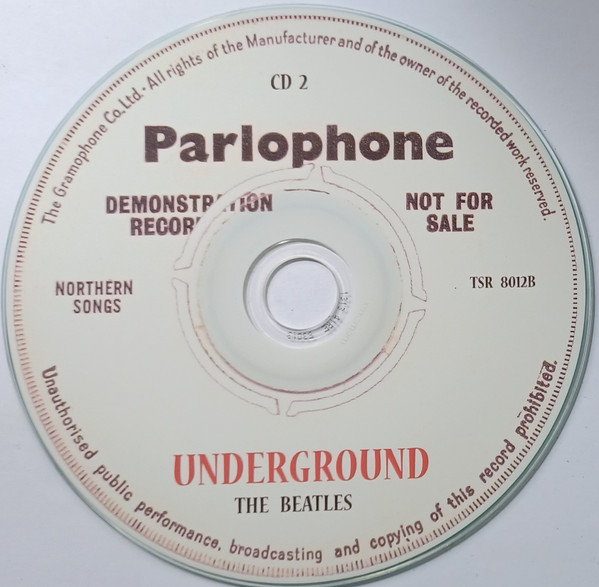 The Gramophone Co. Ltd. · All rights of the Manufacturer and of the owner of the recorded work reserved.
CD 2
Parlophone
DEMONSTRATION
RECOR
NOT FOR
SALE
NORTHERN
SONGS
TSR 8012B
UNDERGROUND
THE BEATLES
Unauthorised public performance, broadcasting and copying of this record prohibited.